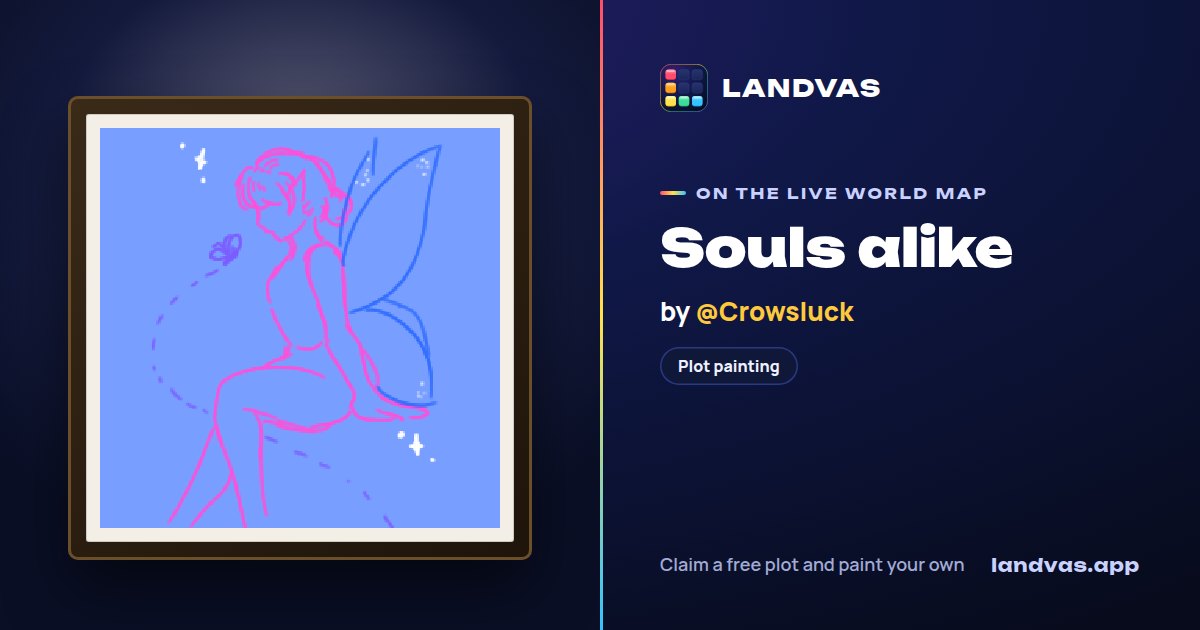 LANDVAS
ON THE LIVE WORLD MAP
Souls alike
by @Crowsluck
Plot painting
Claim a free plot and paint your own landvas.app